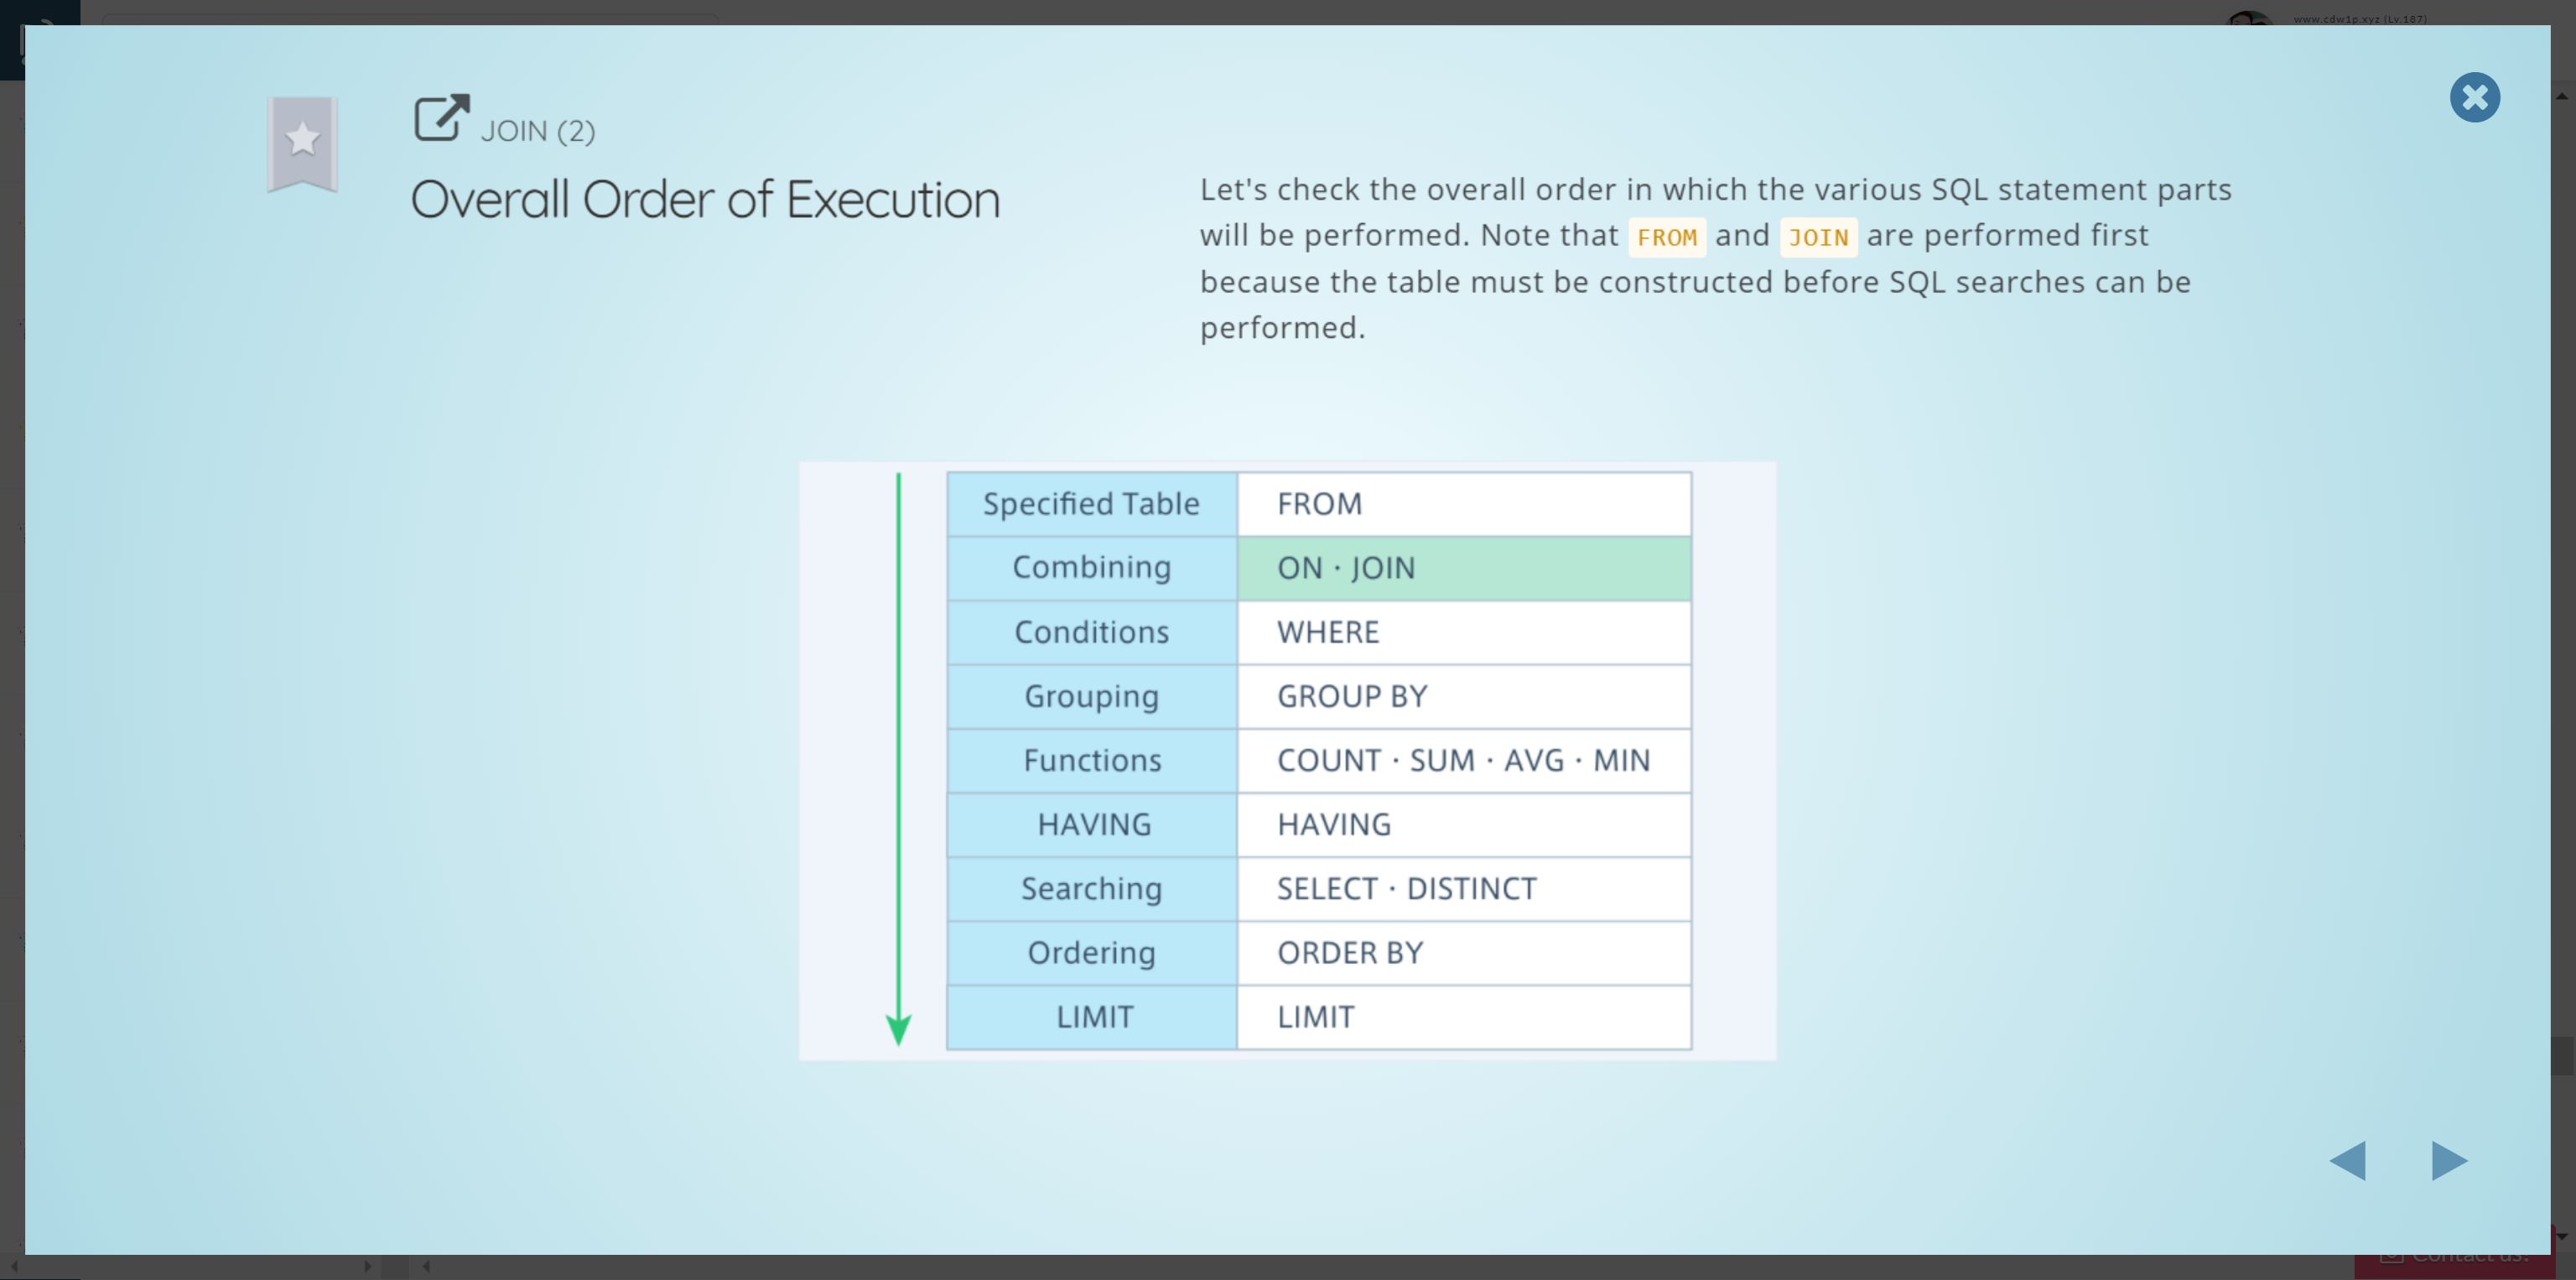 www.cdw1p.xyz (Lv.187)
JOIN (2)
Overall Order of Execution
Let's check the overall order in which the various SQL statement parts
will be performed. Note that FROM and JOIN are performed first
because the table must be constructed before SQL searches can be
performed.
Specified Table FROM
Combining ON · JOIN
Conditions WHERE
Grouping GROUP BY
Functions COUNT · SUM · AVG · MIN
HAVING HAVING
Searching SELECT · DISTINCT
Ordering ORDER BY
LIMIT LIMIT
Contact us!